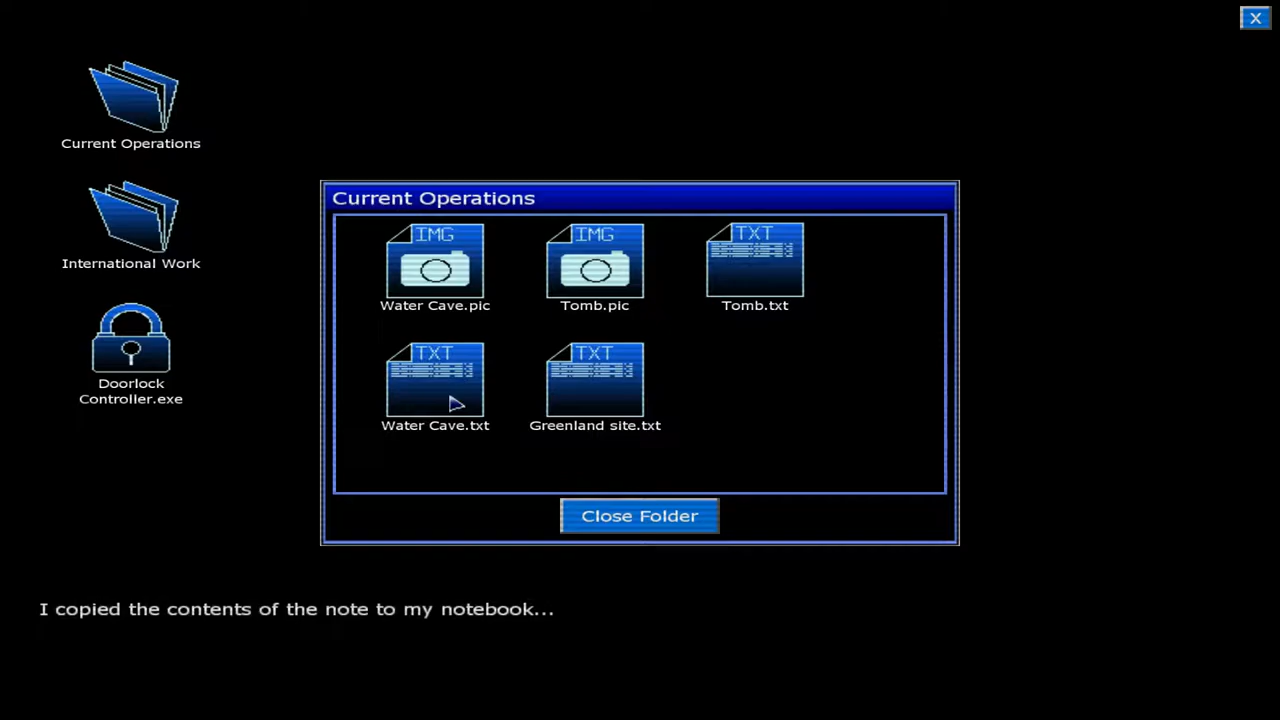 X
Current Operations
International Work
Doorlock
Controller.exe
Current Operations
IMG
IMG
TXT
Water Cave.pic
Tomb.pic
Tomb.txt
TXT
TXT
Water Cave.txt
Greenland site.txt
Close Folder
I copied the contents of the note to my notebook...